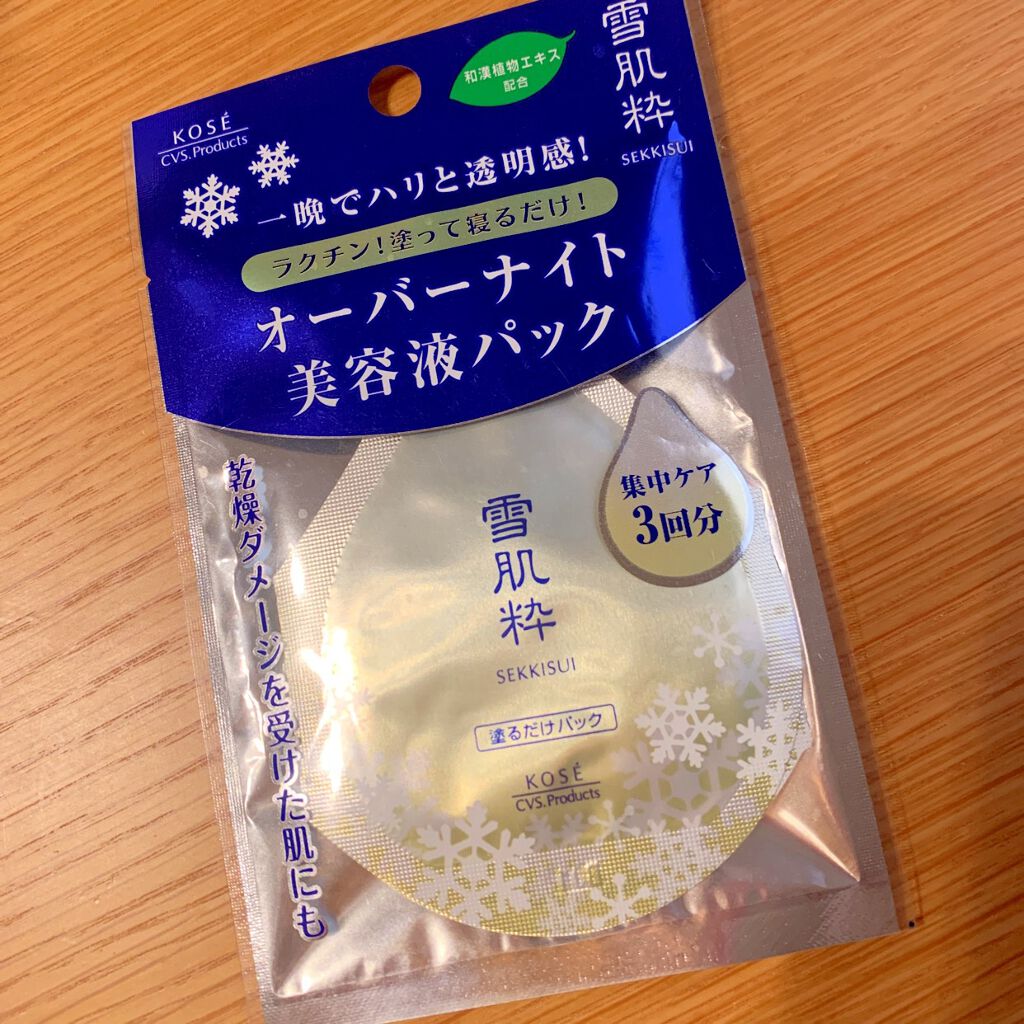 KOSÉ
CVS.Products
和漢植物エキス
配合
雪肌粋
SEKKISUI
一晩でハリと透明感!
ラクチン!塗って寝るだけ!
オーバーナイト
美容液パック
乾燥ダメージを受けた肌にも
集中ケア
3回分
雪肌粋
SEKKISUI
塗るだけパック
KOSÉ
CVS.Products